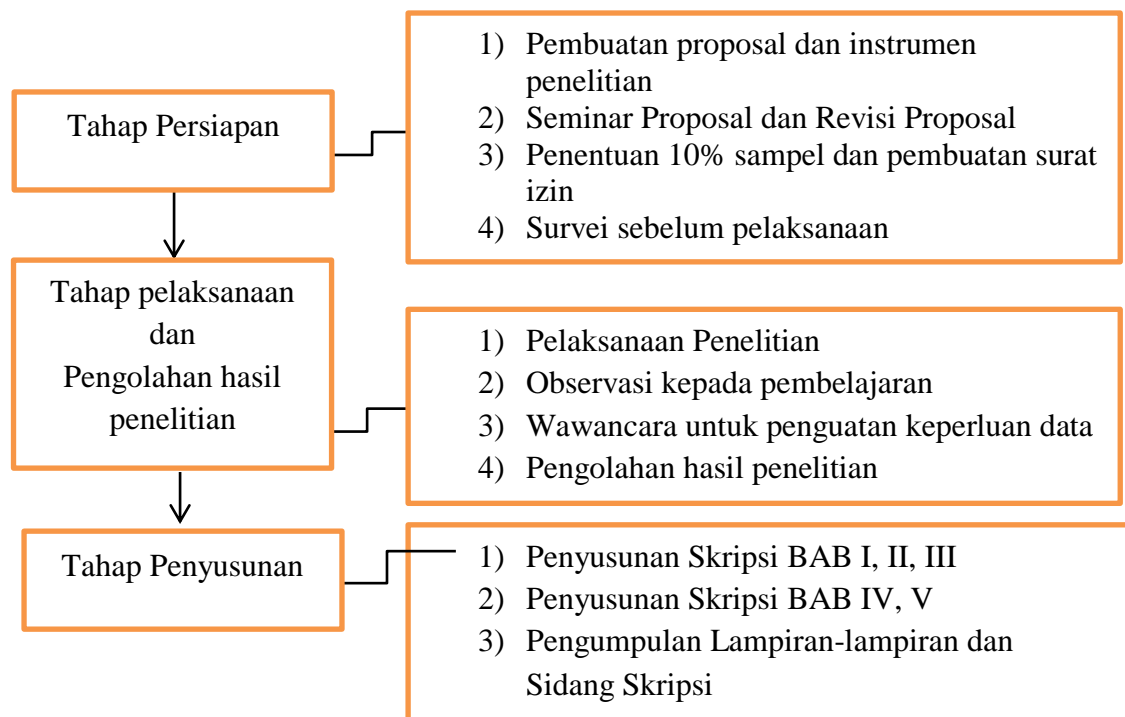 Tahap Persiapan
1) Pembuatan proposal dan instrumen
penelitian
2) Seminar Proposal dan Revisi Proposal
3) Penentuan 10% sampel dan pembuatan surat
izin
4) Survei sebelum pelaksanaan
Tahap pelaksanaan
dan
Pengolahan hasil
penelitian
1) Pelaksanaan Penelitian
2) Observasi kepada pembelajaran
3) Wawancara untuk penguatan keperluan data
4) Pengolahan hasil penelitian
Tahap Penyusunan
1) Penyusunan Skripsi BAB I, II, III
2) Penyusunan Skripsi BAB IV, V
3) Pengumpulan Lampiran-lampiran dan
Sidang Skripsi